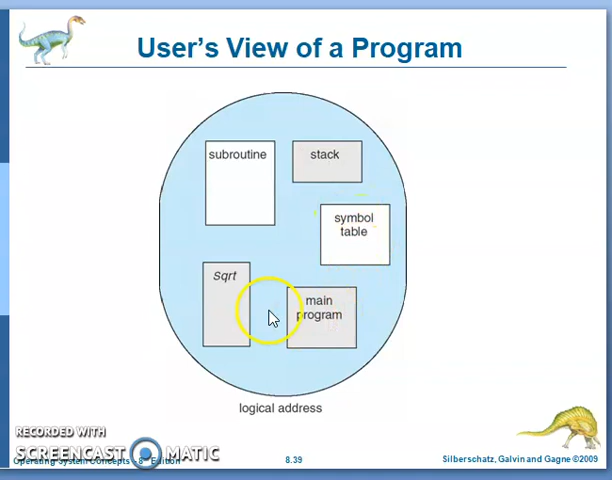 User's View of a Program
subroutine
stack
symbol
table
Sqrt
main
program
logical address
RECORDED WITH
SCREENCAST MATIC
Operating System Concepts - 8th Edition
8.39
Silberschatz, Galvin and Gagne ©2009